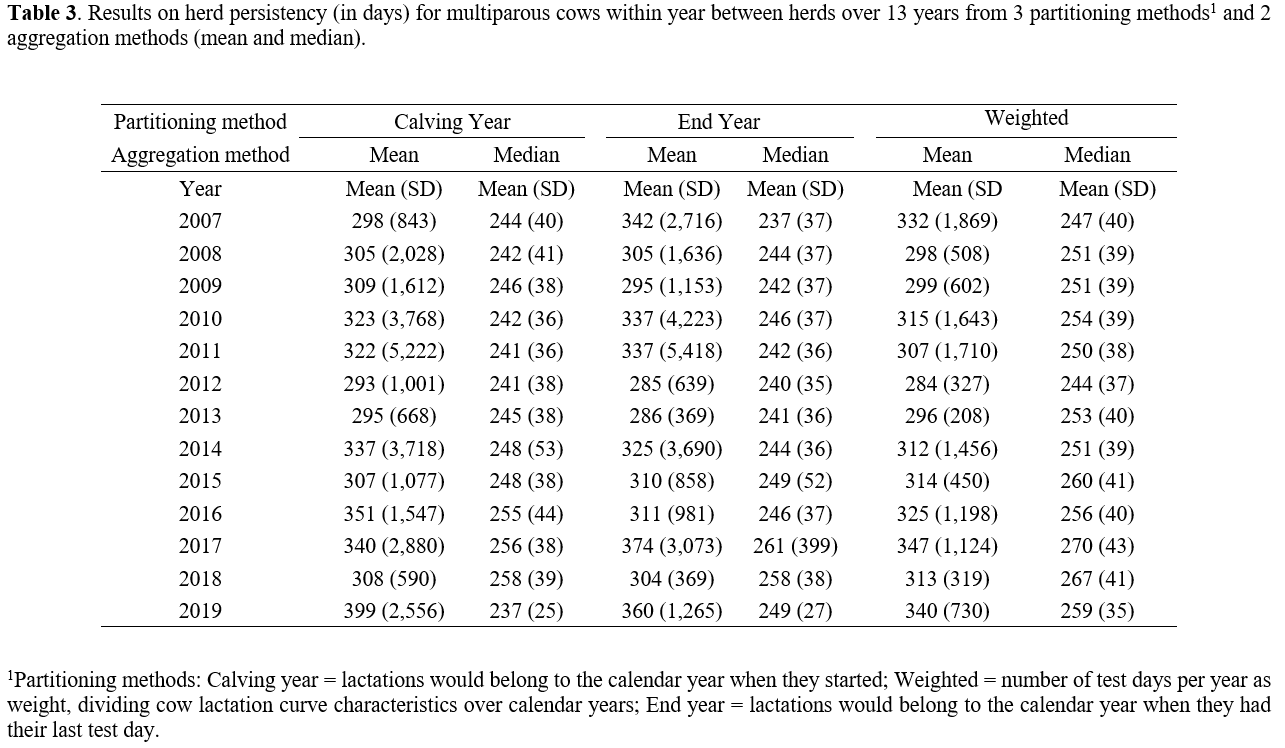 Table 3. Results on herd persistency (in days) for multiparous cows within year between herds over 13 years from 3 partitioning methods¹ and 2
aggregation methods (mean and median).
Partitioning method Calving Year End Year Weighted
Aggregation method Mean Median Mean Median Mean Median
Year Mean (SD) Mean (SD) Mean (SD) Mean (SD) Mean (SD Mean (SD)
2007 298 (843) 244 (40) 342 (2,716) 237 (37) 332 (1,869) 247 (40)
2008 305 (2,028) 242 (41) 305 (1,636) 244 (37) 298 (508) 251 (39)
2009 309 (1,612) 246 (38) 295 (1,153) 242 (37) 299 (602) 251 (39)
2010 323 (3,768) 242 (36) 337 (4,223) 246 (37) 315 (1,643) 254 (39)
2011 322 (5,222) 241 (36) 337 (5,418) 242 (36) 307 (1,710) 250 (38)
2012 293 (1,001) 241 (38) 285 (639) 240 (35) 284 (327) 244 (37)
2013 295 (668) 245 (38) 286 (369) 241 (36) 296 (208) 253 (40)
2014 337 (3,718) 248 (53) 325 (3,690) 244 (36) 312 (1,456) 251 (39)
2015 307 (1,077) 248 (38) 310 (858) 249 (52) 314 (450) 260 (41)
2016 351 (1,547) 255 (44) 311 (981) 246 (37) 325 (1,198) 256 (40)
2017 340 (2,880) 256 (38) 374 (3,073) 261 (399) 347 (1,124) 270 (43)
2018 308 (590) 258 (39) 304 (369) 258 (38) 313 (319) 267 (41)
2019 399 (2,556) 237 (25) 360 (1,265) 249 (27) 340 (730) 259 (35)
¹Partitioning methods: Calving year = lactations would belong to the calendar year when they started; Weighted = number of test days per year as
weight, dividing cow lactation curve characteristics over calendar years; End year = lactations would belong to the calendar year when they had
their last test day.